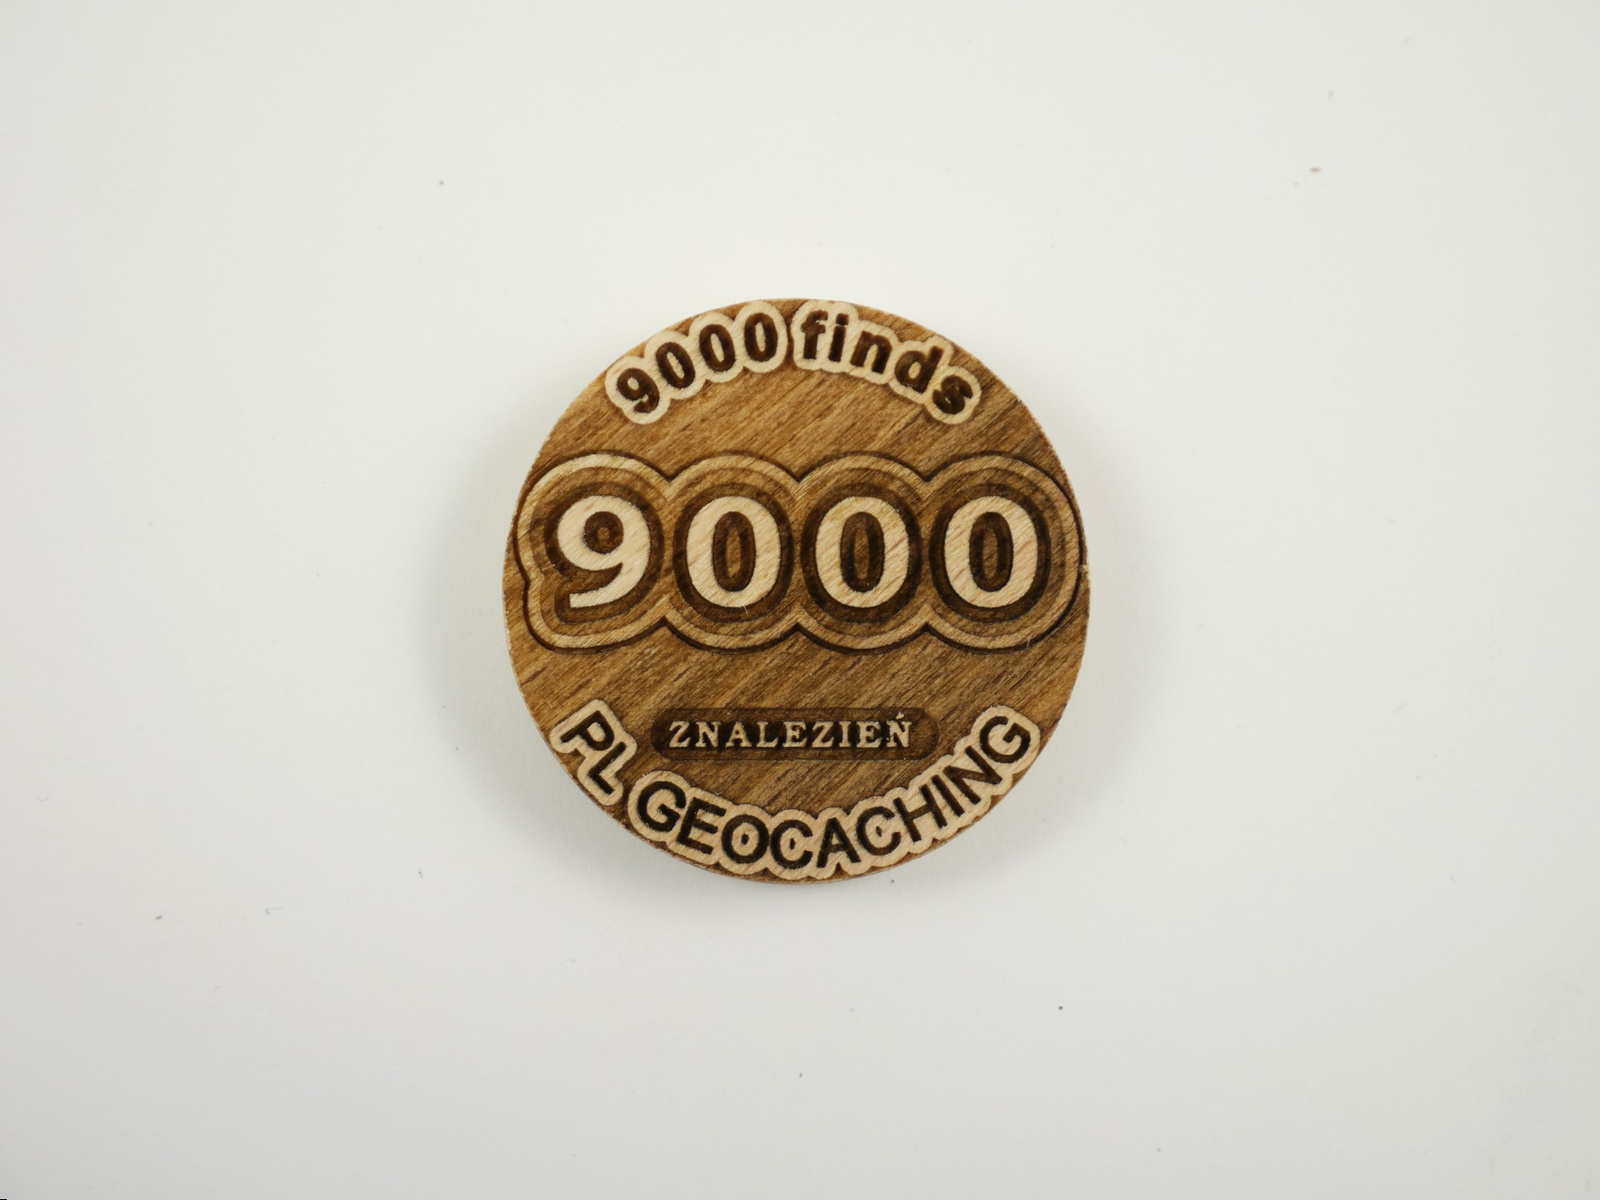 9000 finds
9000
ZNALEZIEŃ
PL GEOCACHING